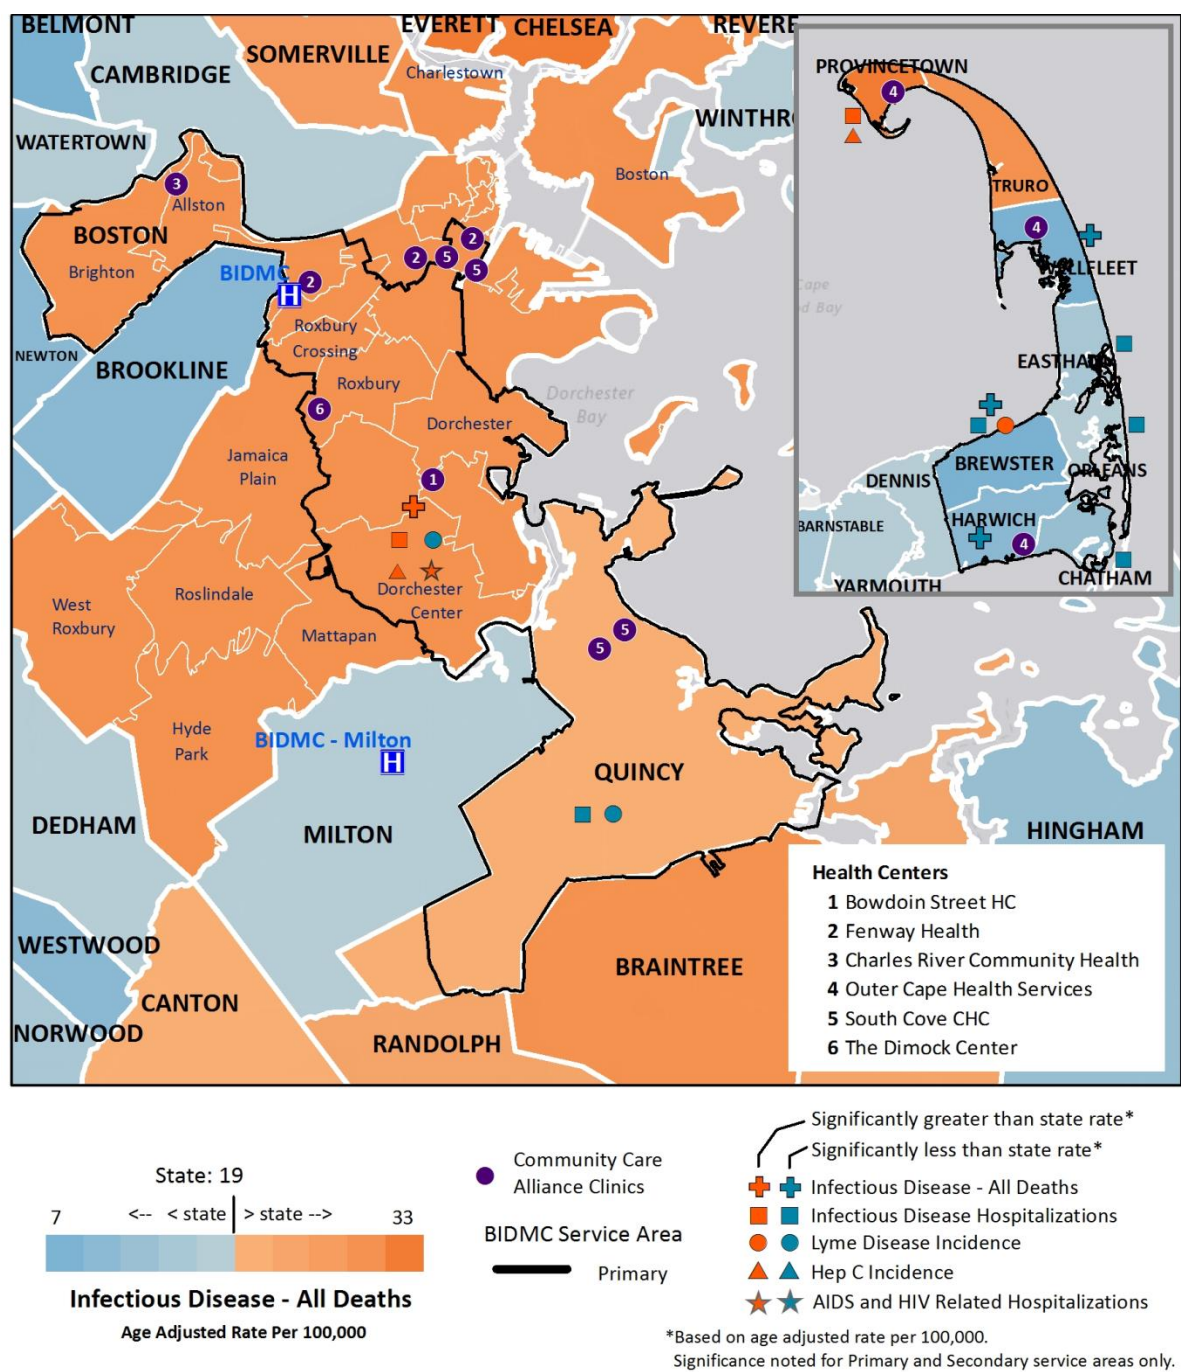 BELMONT
EVERETT
CHELSEA
REVERE
SOMERVILLE
CAMBRIDGE
Charlestown
WATERTOWN
WINTHRO
3
Allston
Boston
BOSTON
Brighton
2
2
5
5
BIDMC
2
H
NEWTON
BROOKLINE
Roxbury
Crossing
Roxbury
6
Dorchester
Dorchester
Bay
Jamaica
Plain
1
West
Roxbury
Roslindale
Dorchester
Center
Mattapan
5
5
Hyde
Park
BIDMC - Milton
H
QUINCY
DEDHAM
MILTON
HINGHAM
WESTWOOD
CANTON
BRAINTREE
NORWOOD
RANDOLPH
PROVINCETOWN
4
TRURO
4
WELLFLEET
Cape
od Bay
EASTHAM
BREWSTER
ORLEANS
DENNIS
HARWICH
BARNSTABLE
4
CHATHAM
YARMOUTH
Health Centers
1 Bowdoin Street HC
2 Fenway Health
3 Charles River Community Health
4 Outer Cape Health Services
5 South Cove CHC
6 The Dimock Center
State: 19
7 <-- < state > state --> 33
Infectious Disease - All Deaths
Age Adjusted Rate Per 100,000
Community Care
Alliance Clinics
BIDMC Service Area
Primary
Significantly greater than state rate*
Significantly less than state rate*
Infectious Disease - All Deaths
Infectious Disease Hospitalizations
Lyme Disease Incidence
Hep C Incidence
AIDS and HIV Related Hospitalizations
*Based on age adjusted rate per 100,000.
Significance noted for Primary and Secondary service areas only.